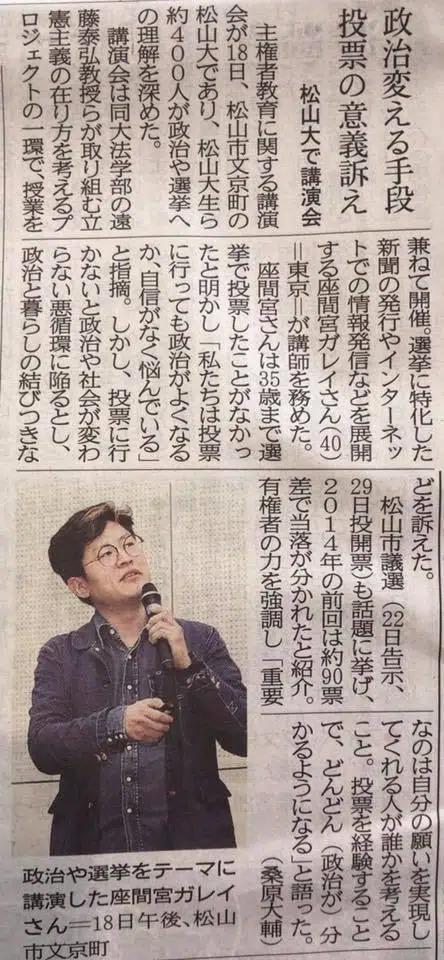 政治変える手段
投票の意義訴え
松山大で講演会
主権者教育に関する講演
会が18日、松山市文京町の
松山大であり、松山大生ら
約400人が政治や選挙へ
の理解を深めた。
講演会は同大法学部の遠
藤泰弘教授らが取り組む立
憲主義の在り方を考えるプ
ロジェクトの一環で、授業を
兼ねて開催。選挙に特化した
新聞の発行やインターネッ
トでの情報発信などを展開
する座間宮ガレイさん(40)
=東京=が講師を務めた。
座間宮さんは35歳まで選
挙で投票したことがなかっ
たと明かし「私たちは投票
に行っても政治がよくなる
か、自信がなく悩んでいる」
と指摘。しかし、投票に行
かないと政治や社会が変わ
らない悪循環に陥るとし、
政治と暮らしの結びつきな
どを訴えた。
松山市議選(22日告示、
29日投開票)も話題に挙げ、
2014年の前回は約90票
差で当落が分かれたと紹介。
有権者の力を強調し「重要
なのは自分の願いを実現し
てくれる人が誰かを考える
こと。投票を経験すること
で、どんどん(政治が)分
かるようになる」と語った。
(桑原大輔)
政治や選挙をテーマに
講演した座間宮ガレイ
さん=18日午後、松山
市文京町